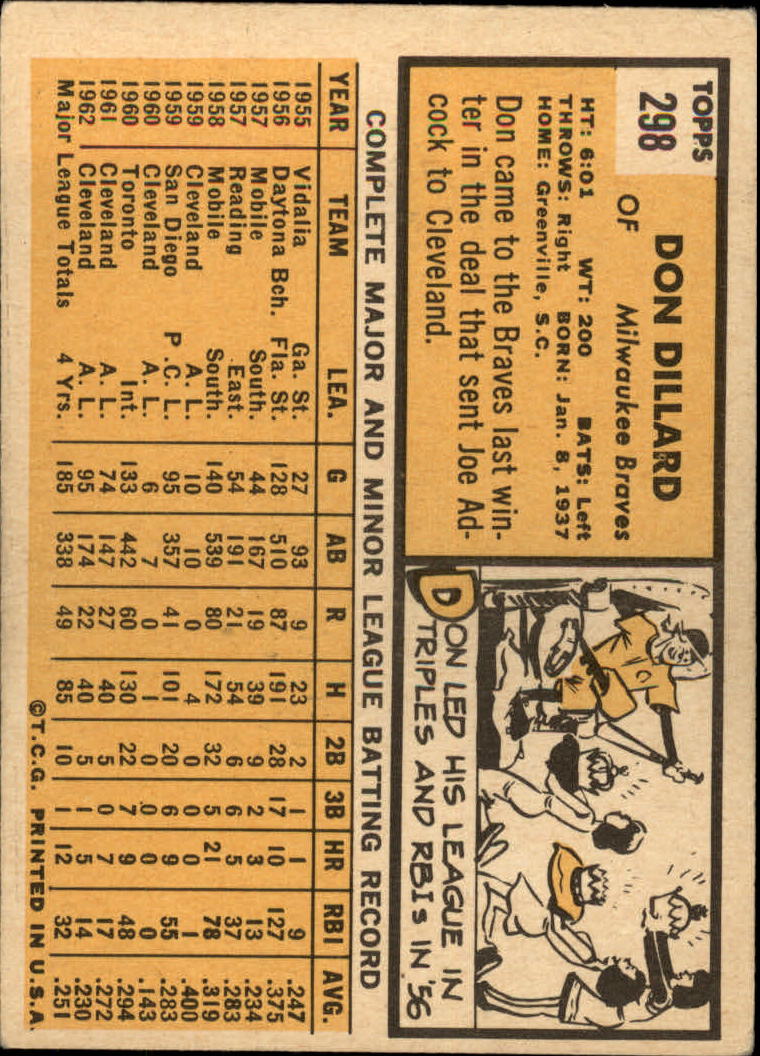 TOPPS
298
DON DILLARD
OF Milwaukee Braves
HT: 6:01 WT: 200 BATS: Left
THROWS: Right BORN: Jan. 8, 1937
HOME: Greenville, S.C.
Don came to the Braves last win-
ter in the deal that sent Joe Ad-
cock to Cleveland.
DON LED HIS LEAGUE IN
TRIPLES AND RBIs IN '56
COMPLETE MAJOR AND MINOR LEAGUE BATTING RECORD
YEAR TEAM LEA. G AB R H 2B 3B HR RBI AVG.
1955 Vidalia Ga. St. 27 93 9 23 2 1 1 9 .247
1956 Daytona Bch. Fla. St. 128 510 87 191 28 17 10 127 .375
1957 Mobile South. 44 167 19 39 9 2 3 13 .234
1957 Reading East. 54 191 21 54 6 6 5 37 .283
1958 Mobile South. 140 539 80 172 32 5 21 78 .319
1959 Cleveland A. L. 10 10 0 4 0 0 0 1 .400
1959 San Diego P. C. L. 95 357 41 101 20 6 9 55 .283
1960 Cleveland A. L. 6 7 0 1 0 0 0 0 .143
1960 Toronto Int. 133 442 60 130 22 7 9 48 .294
1961 Cleveland A. L. 74 147 27 40 5 0 7 17 .272
1962 Cleveland A. L. 95 174 22 40 5 1 5 14 .230
Major League Totals 4 Yrs. 185 338 49 85 10 1 12 32 .251
©T.C.G. PRINTED IN U.S.A.